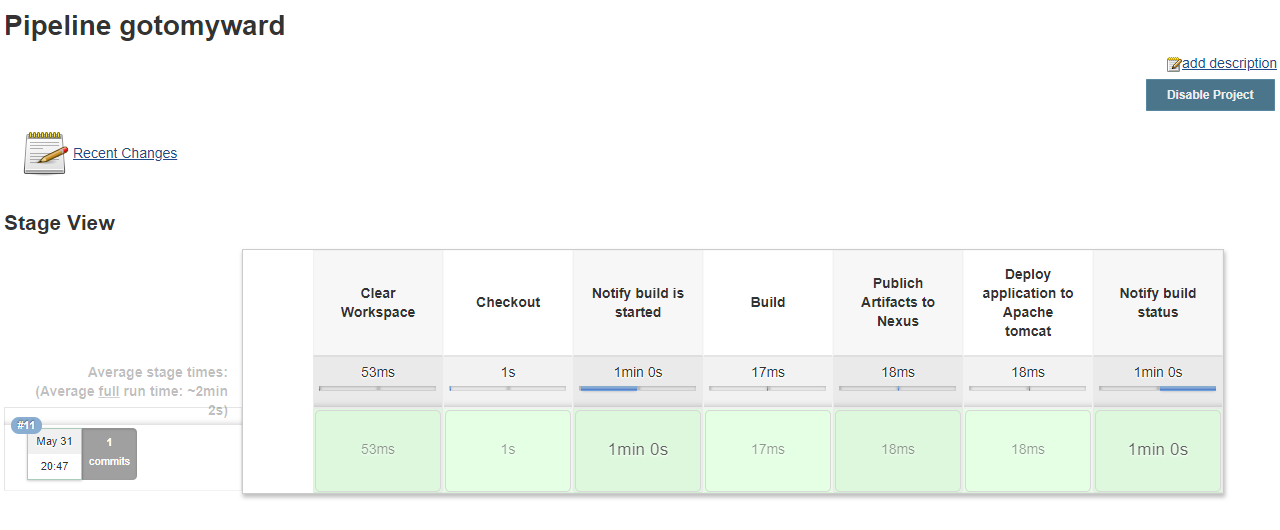 Pipeline gotomyward
add description
Disable Project
Recent Changes
Stage View
Clear
Workspace
Checkout
Notify build is
started
Build
Publish
Artifacts to
Nexus
Deploy
application to
Apache
tomcat
Notify build
status
Average stage times:
(Average full run time: ~2min
2s)
53ms
1s
1min 0s
17ms
18ms
18ms
1min 0s
#11
May 31
20:47
1
commits
53ms
1s
1min 0s
17ms
18ms
18ms
1min 0s